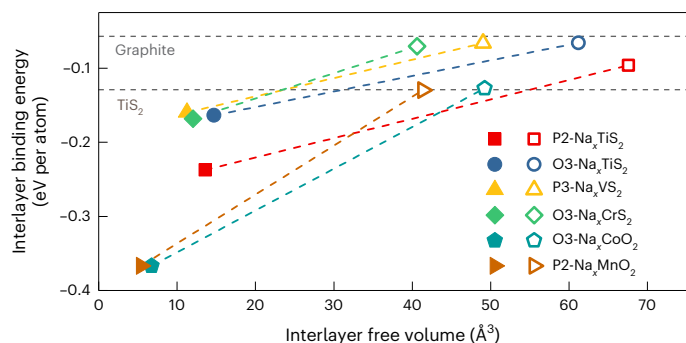 Interlayer binding energy
(eV per atom)
−0.1
−0.2
−0.3
−0.4
Graphite
TiS₂
P2-NaₓTiS₂
O3-NaₓTiS₂
P3-NaₓVS₂
O3-NaₓCrS₂
O3-NaₓCoO₂
P2-NaₓMnO₂
0 10 20 30 40 50 60 70
Interlayer free volume (Å³)